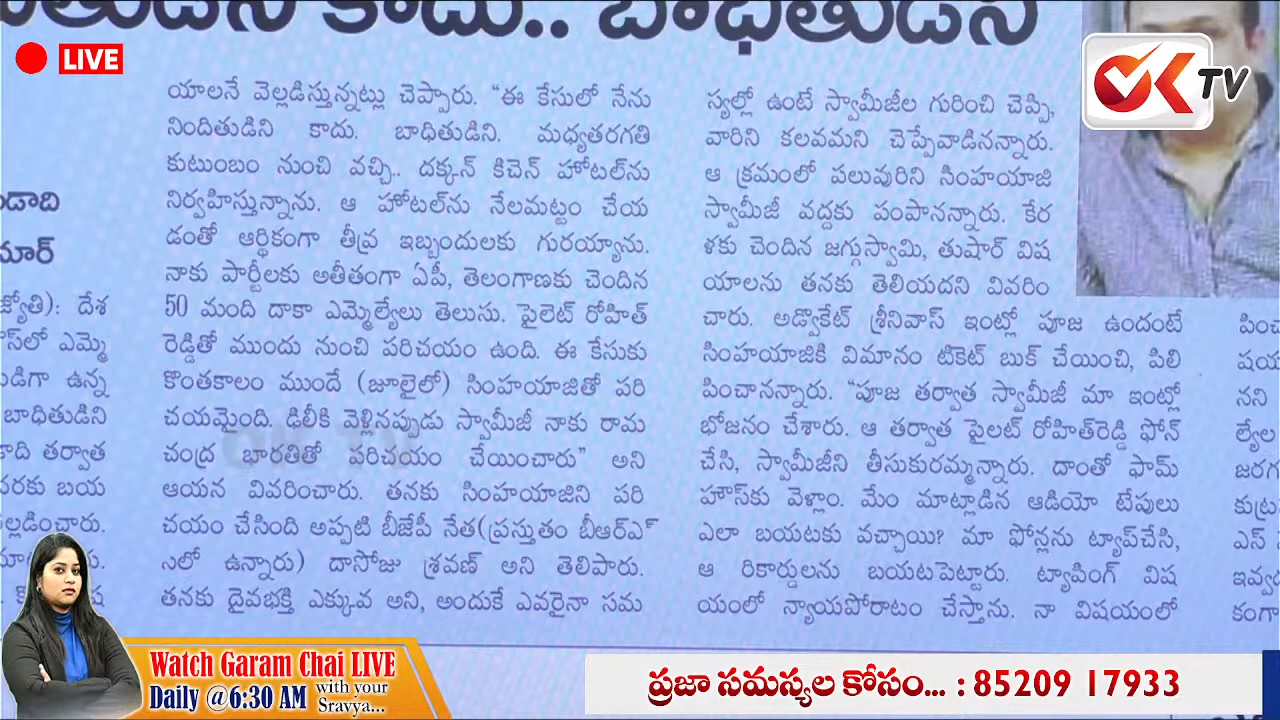 కాదు.. బాధితుడిని
LIVE
OK TV
యాలనే వెల్లడిస్తున్నట్లు చెప్పారు. “ఈ కేసులో నేను
నిందితుడిని కాదు. బాధితుడిని. మధ్యతరగతి
కుటుంబం నుంచి వచ్చి.. దక్కన్ కిచెన్ హోటల్‌ను
నిర్వహిస్తున్నాను. ఆ హోటల్‌ను నేలమట్టం చేయ
డంతో ఆర్థికంగా తీవ్ర ఇబ్బందులకు గురయ్యాను.
నాకు పార్టీలకు అతీతంగా ఏపీ, తెలంగాణకు చెందిన
50 మంది దాకా ఎమ్మెల్యేలు తెలుసు. పైలెట్ రోహిత్
రెడ్డితో ముందు నుంచి పరిచయం ఉంది. ఈ కేసుకు
కొంతకాలం ముందే (జూలైలో) సింహయాజితో పరి
చయమైంది. ఢిలీకి వెళ్లినప్పుడు స్వామీజీ నాకు రామ
చంద్ర భారతితో పరిచయం చేయించారు” అని
ఆయన వివరించారు. తనకు సింహయాజిని పరి
చయం చేసింది అప్పటి బీజేపీ నేత(ప్రస్తుతం బీఆర్ఎ
స్‌లో ఉన్నారు) దాసోజు శ్రవణ్ అని తెలిపారు.
తనకు దైవభక్తి ఎక్కువ అని, అందుకే ఎవరైనా సమ
స్యల్లో ఉంటే స్వామీజీల గురించి చెప్పి,
వారిని కలవమని చెప్పేవాడినన్నారు.
ఆ క్రమంలో పలువురిని సింహయాజి
స్వామీజీ వద్దకు పంపానన్నారు. కేర
ళకు చెందిన జగ్గుస్వామి, తుషార్ విష
యాలను తనకు తెలియదని వివరిం
చారు. అడ్వొకేట్ శ్రీనివాస్ ఇంట్లో పూజ ఉందంటే
సింహయాజికి విమానం టికెట్ బుక్ చేయించి, పిలి
పించానన్నారు. “పూజ తర్వాత స్వామీజీ మా ఇంట్లో
భోజనం చేశారు. ఆ తర్వాత పైలట్ రోహిత్‌రెడ్డి ఫోన్
చేసి, స్వామీజీని తీసుకురమ్మన్నారు. దాంతో ఫామ్
హౌస్‌కు వెళ్లాం. మేం మాట్లాడిన ఆడియో టేపులు
ఎలా బయటకు వచ్చాయి? మా ఫోన్లను ట్యాప్‌చేసి,
ఆ రికార్డులను బయటపెట్టారు. ట్యాపింగ్ విష
యంలో న్యాయపోరాటం చేస్తాను. నా విషయంలో
Watch Garam Chai LIVE
Daily @6:30 AM with your
Sravya...
ప్రజా సమస్యల కోసం... : 85209 17933